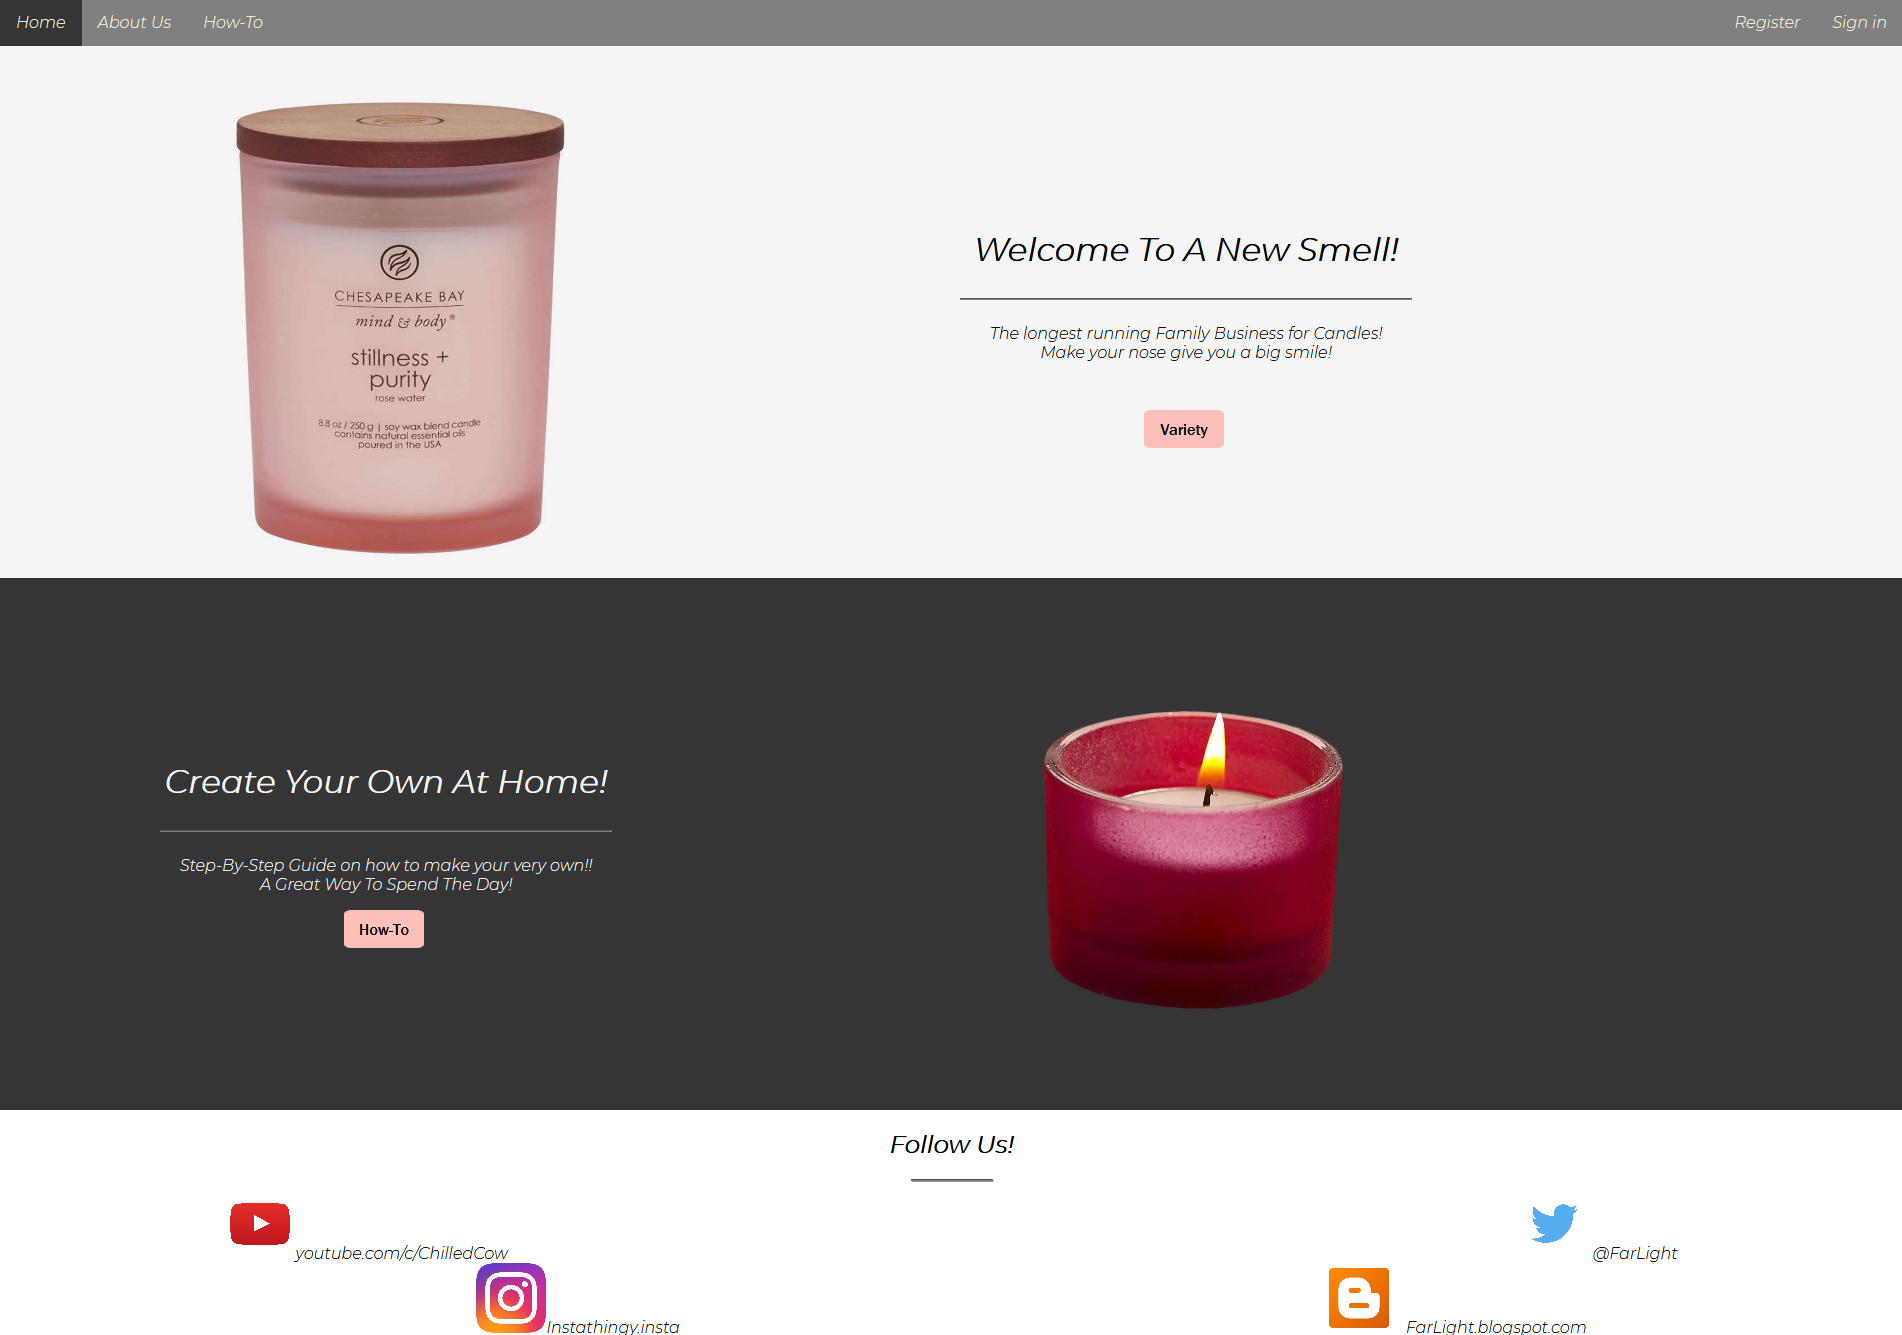 Home About Us How-To Register Sign in
CHESAPEAKE BAY
mind & body®
stillness +
purity
rose water
8.8 oz / 250 g | soy wax blend candle
contains natural essential oils
poured in the USA
Welcome To A New Smell!
The longest running Family Business for Candles!
Make your nose give you a big smile!
Variety
Create Your Own At Home!
Step-By-Step Guide on how to make your very own!!
A Great Way To Spend The Day!
How-To
Follow Us!
youtube.com/c/ChilledCow
@FarLight
Instathingy.insta
FarLight.blogspot.com